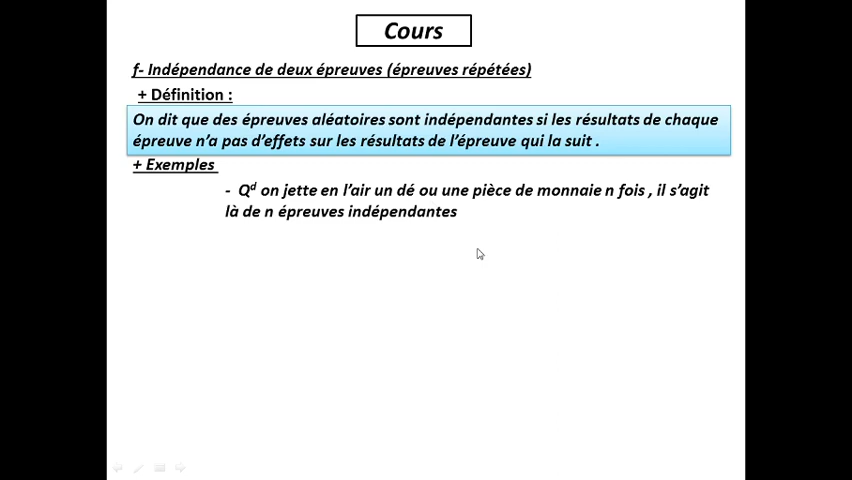 Cours
f- Indépendance de deux épreuves (épreuves répétées)
+ Définition :
On dit que des épreuves aléatoires sont indépendantes si les résultats de chaque
épreuve n’a pas d’effets sur les résultats de l’épreuve qui la suit .
+ Exemples
- Qd on jette en l’air un dé ou une pièce de monnaie n fois , il s’agit
là de n épreuves indépendantes